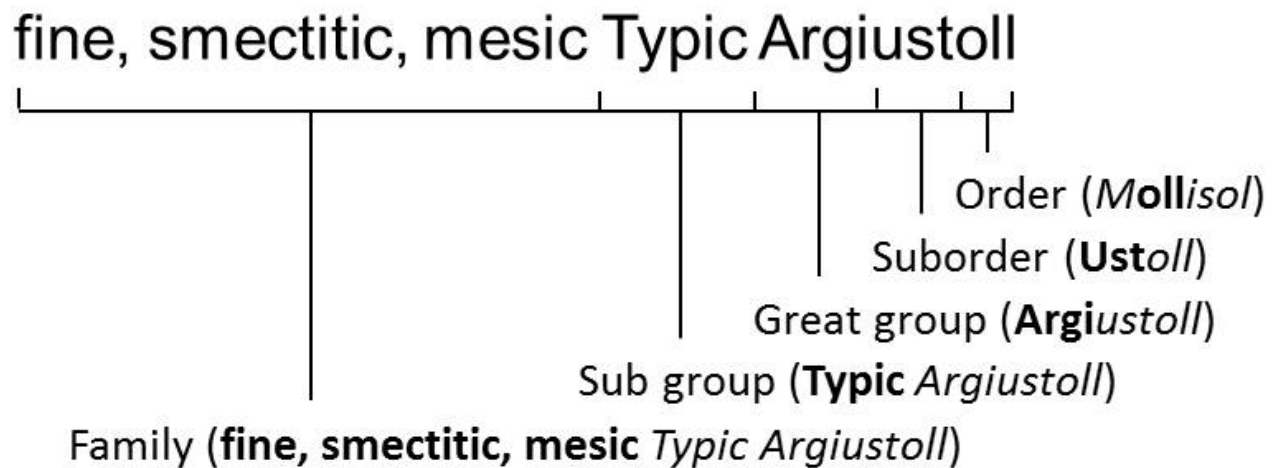 fine, smectitic, mesic Typic Argiustoll
Order (Mollisol)
Suborder (Ustoll)
Great group (Argiustoll)
Sub group (Typic Argiustoll)
Family (fine, smectitic, mesic Typic Argiustoll)